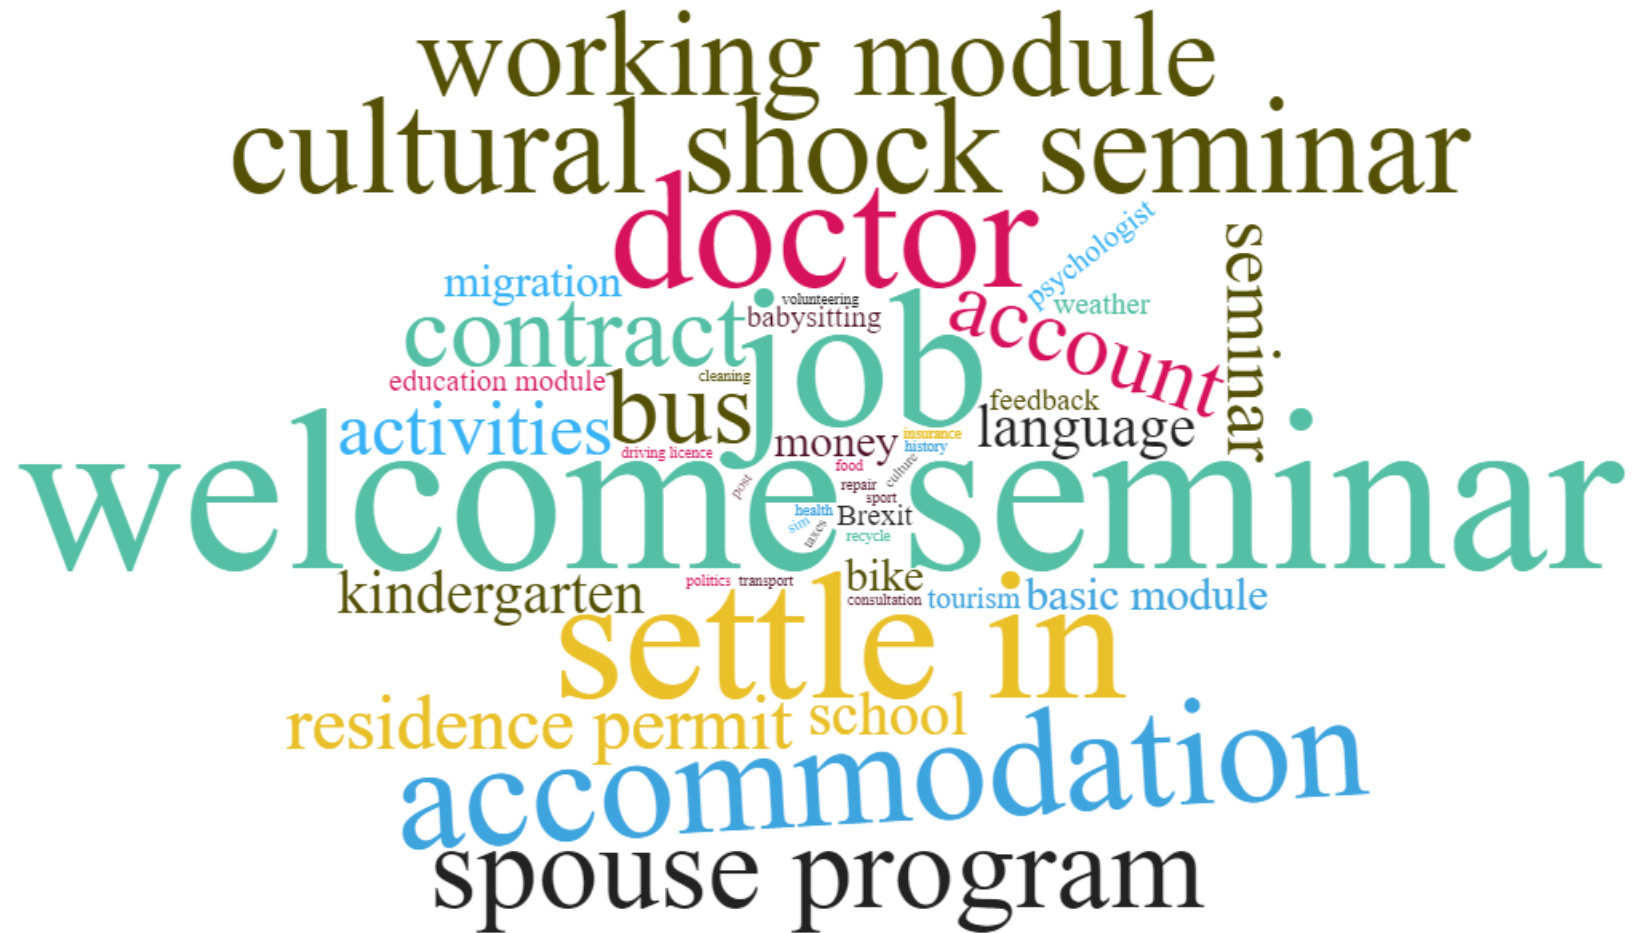 working module
cultural shock seminar
doctor
psychologist
seminar
migration
volunteering
weather
contract
babysitting
job
account
education module
cleaning
bus
feedback
activities
language
money
insurance
history
driving licence
food
culture
welcome seminar
post
repair
sport
health
Brexit
sim
taxes
recycle
kindergarten
politics
transport
bike
consultation
tourism
basic module
settle in
residence permit
school
accommodation
spouse program